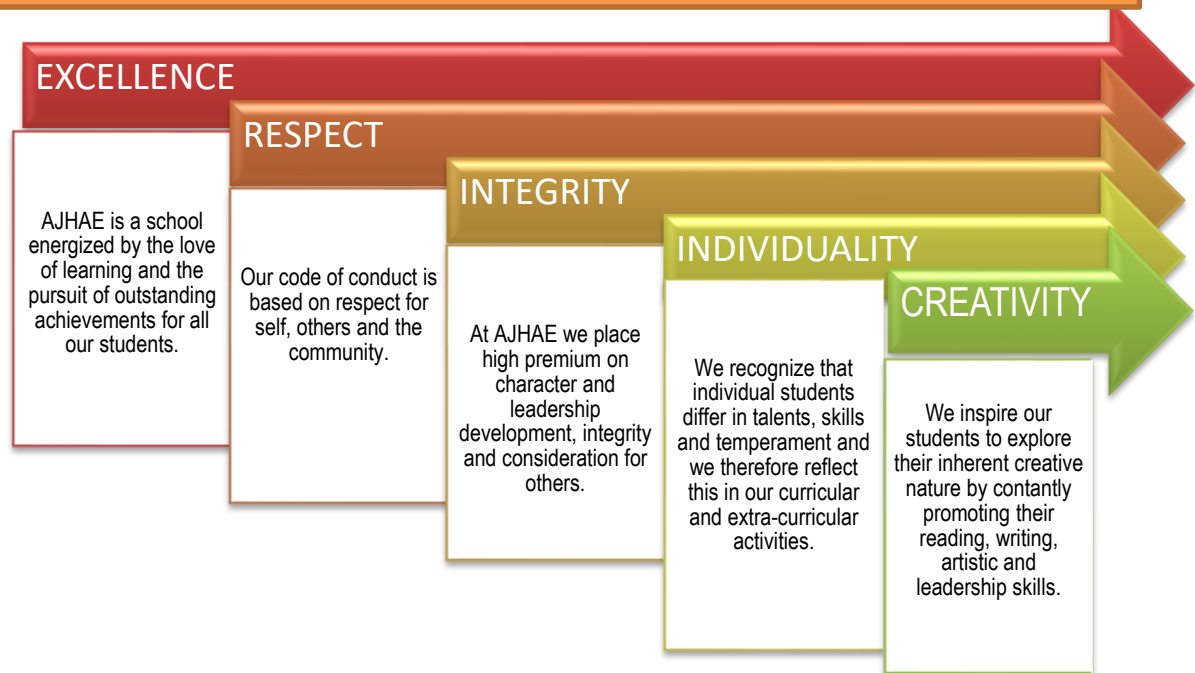 EXCELLENCE
AJHAE is a school
energized by the love
of learning and the
pursuit of outstanding
achievements for all
our students.
RESPECT
Our code of conduct is
based on respect for
self, others and the
community.
INTEGRITY
At AJHAE we place
high premium on
character and
leadership
development, integrity
and consideration for
others.
INDIVIDUALITY
We recognize that
individual students
differ in talents, skills
and temperament and
we therefore reflect
this in our curricular
and extra-curricular
activities.
CREATIVITY
We inspire our
students to explore
their inherent creative
nature by contantly
promoting their
reading, writing,
artistic and
leadership skills.